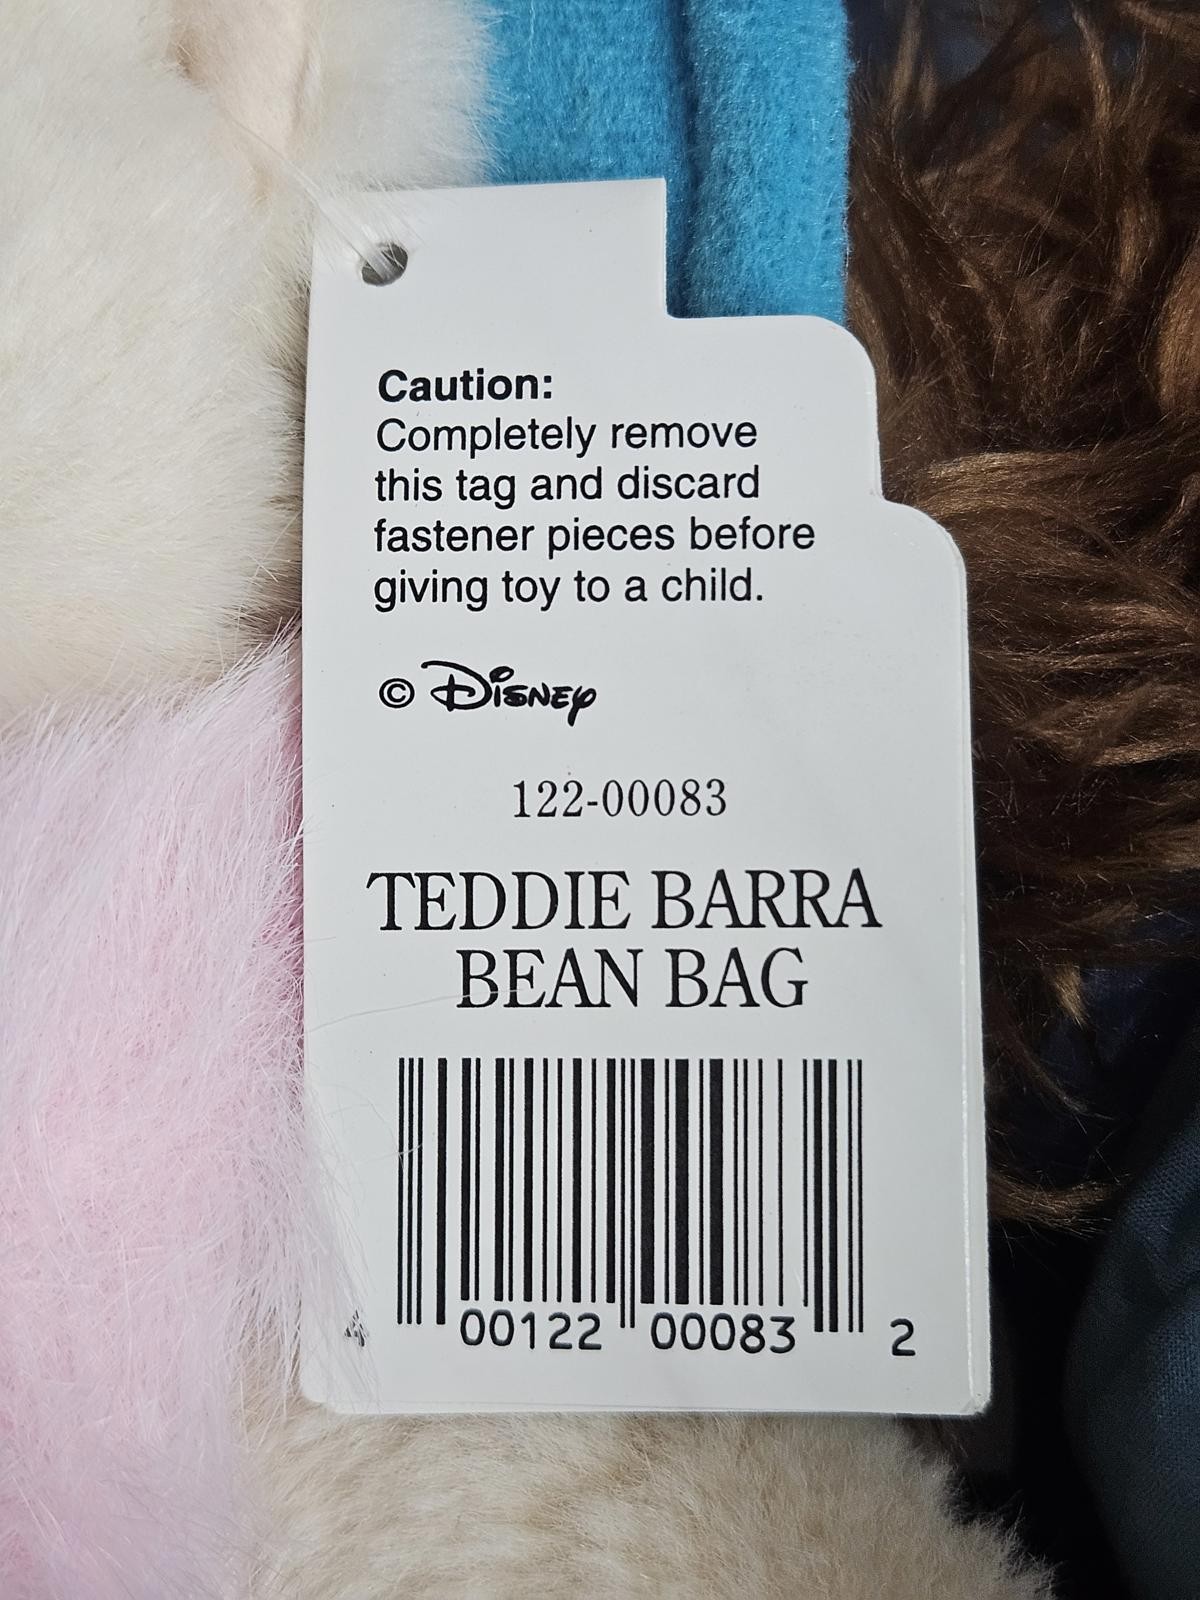 Caution:
Completely remove
this tag and discard
fastener pieces before
giving toy to a child.
© Disney
122-00083
TEDDIE BARRA
BEAN BAG
4 00122 00083 2